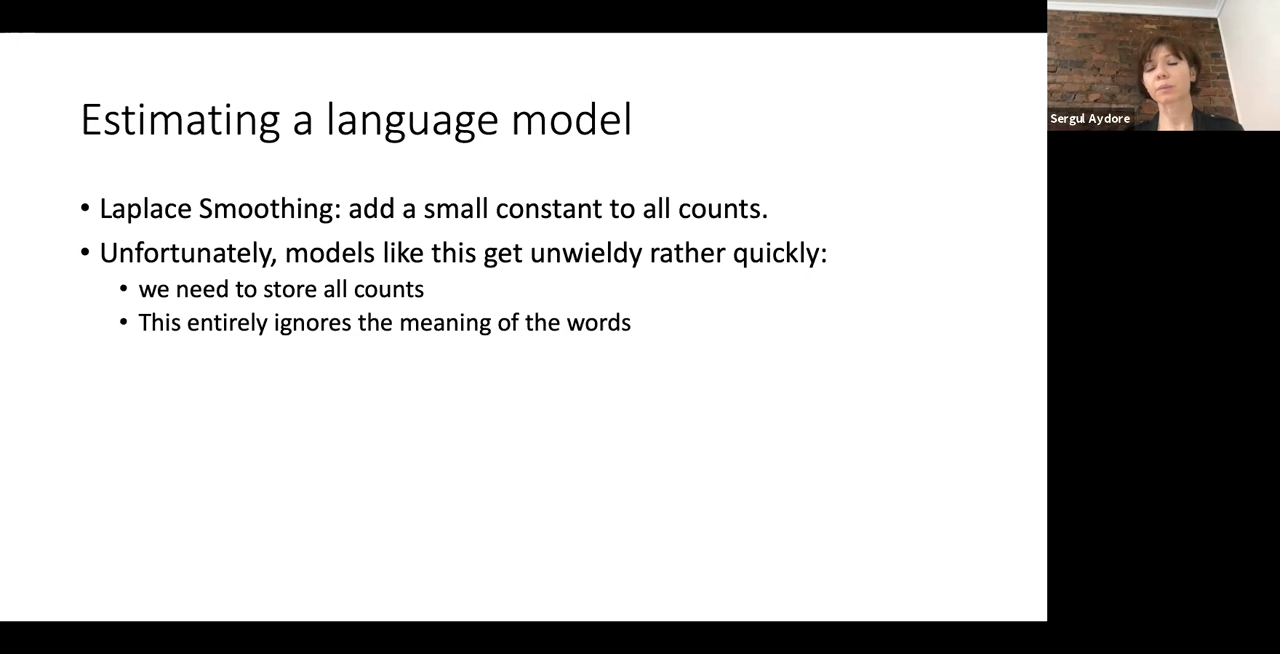 Estimating a language model
• Laplace Smoothing: add a small constant to all counts.
• Unfortunately, models like this get unwieldy rather quickly:
• we need to store all counts
• This entirely ignores the meaning of the words
Sergul Aydore